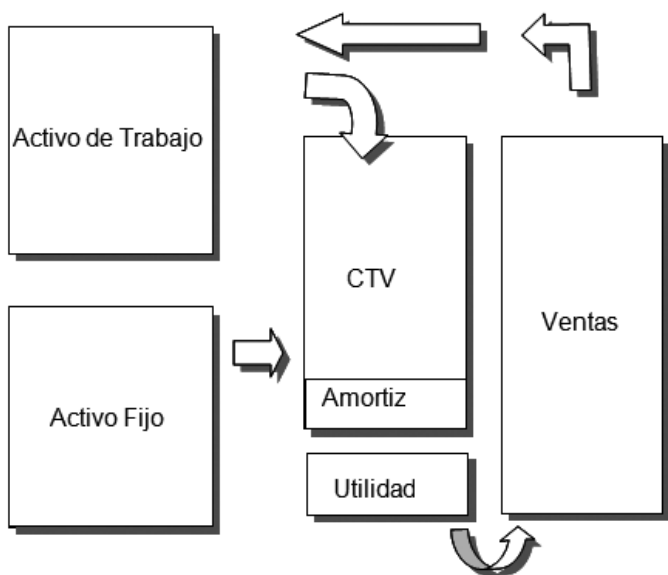 Activo de Trabajo
CTV
Ventas
Activo Fijo
Amortiz
Utilidad